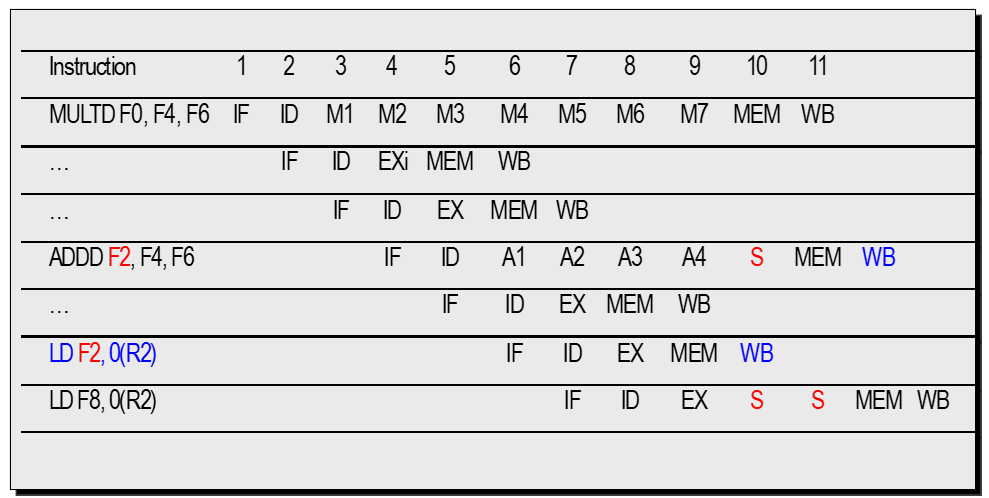 Instruction 1 2 3 4 5 6 7 8 9 10 11
MULTD F0, F4, F6 IF ID M1 M2 M3 M4 M5 M6 M7 MEM WB
… IF ID EXi MEM WB
… IF ID EX MEM WB
ADDD F2, F4, F6 IF ID A1 A2 A3 A4 S MEM WB
… IF ID EX MEM WB
LD F2, 0(R2) IF ID EX MEM WB
LD F8, 0(R2) IF ID EX S S MEM WB